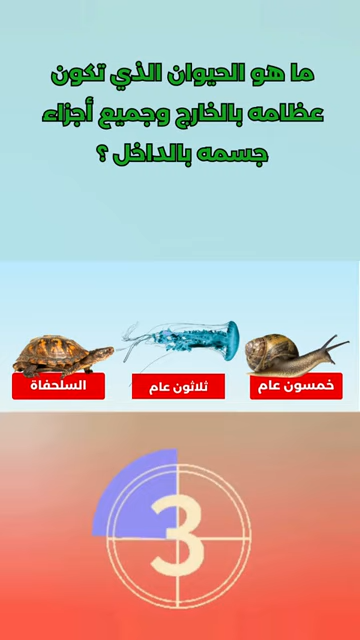 ما هو الحيوان الذي تكون
عظامه بالخارج وجميع أجزاء
جسمه بالداخل ؟
السلحفاة
ثلاثون عام
خمسون عام
3